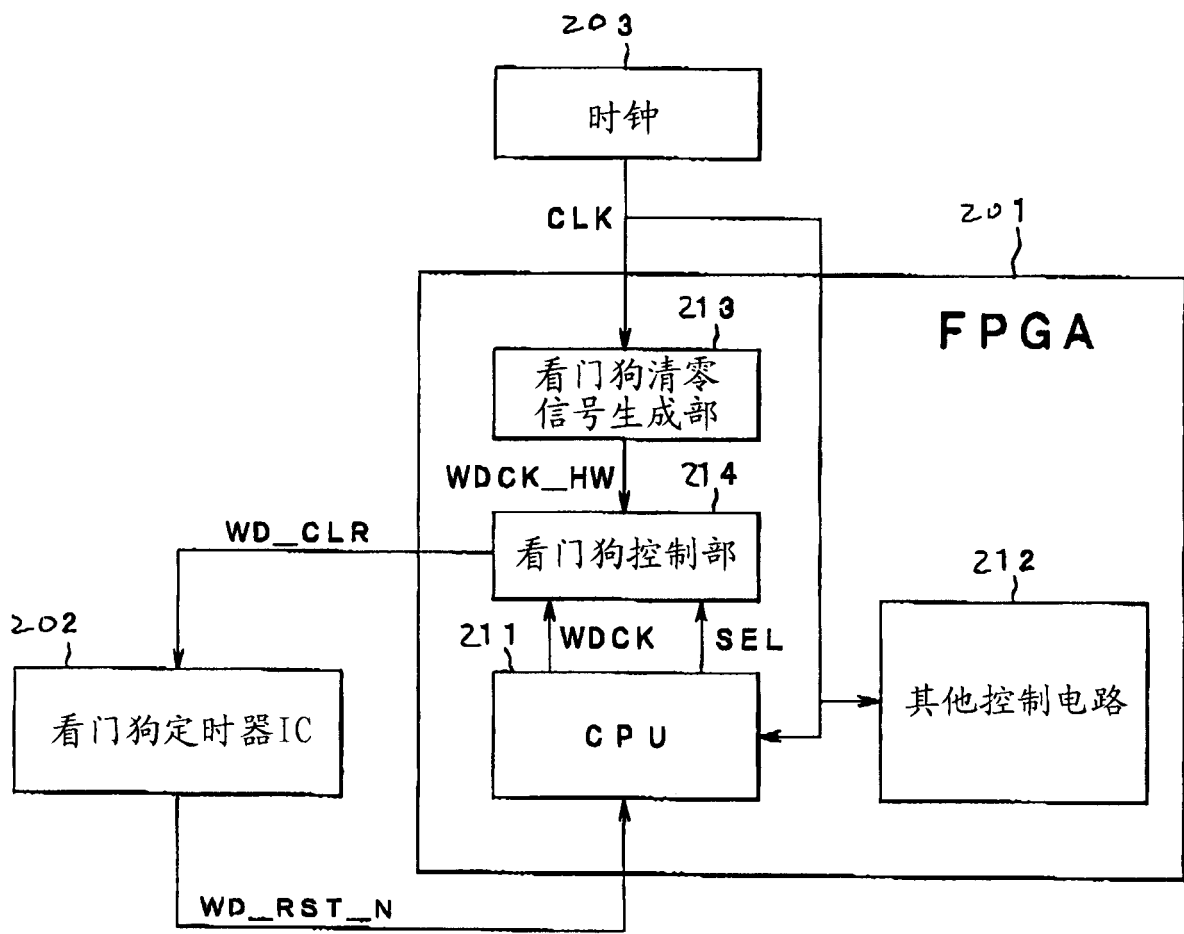 203
时钟
CLK
201
FPGA
213
看门狗清零
信号生成部
WDCK_HW
214
WD_CLR
看门狗控制部
212
202
211
WDCK
SEL
看门狗定时器IC
CPU
其他控制电路
WD_RST_N